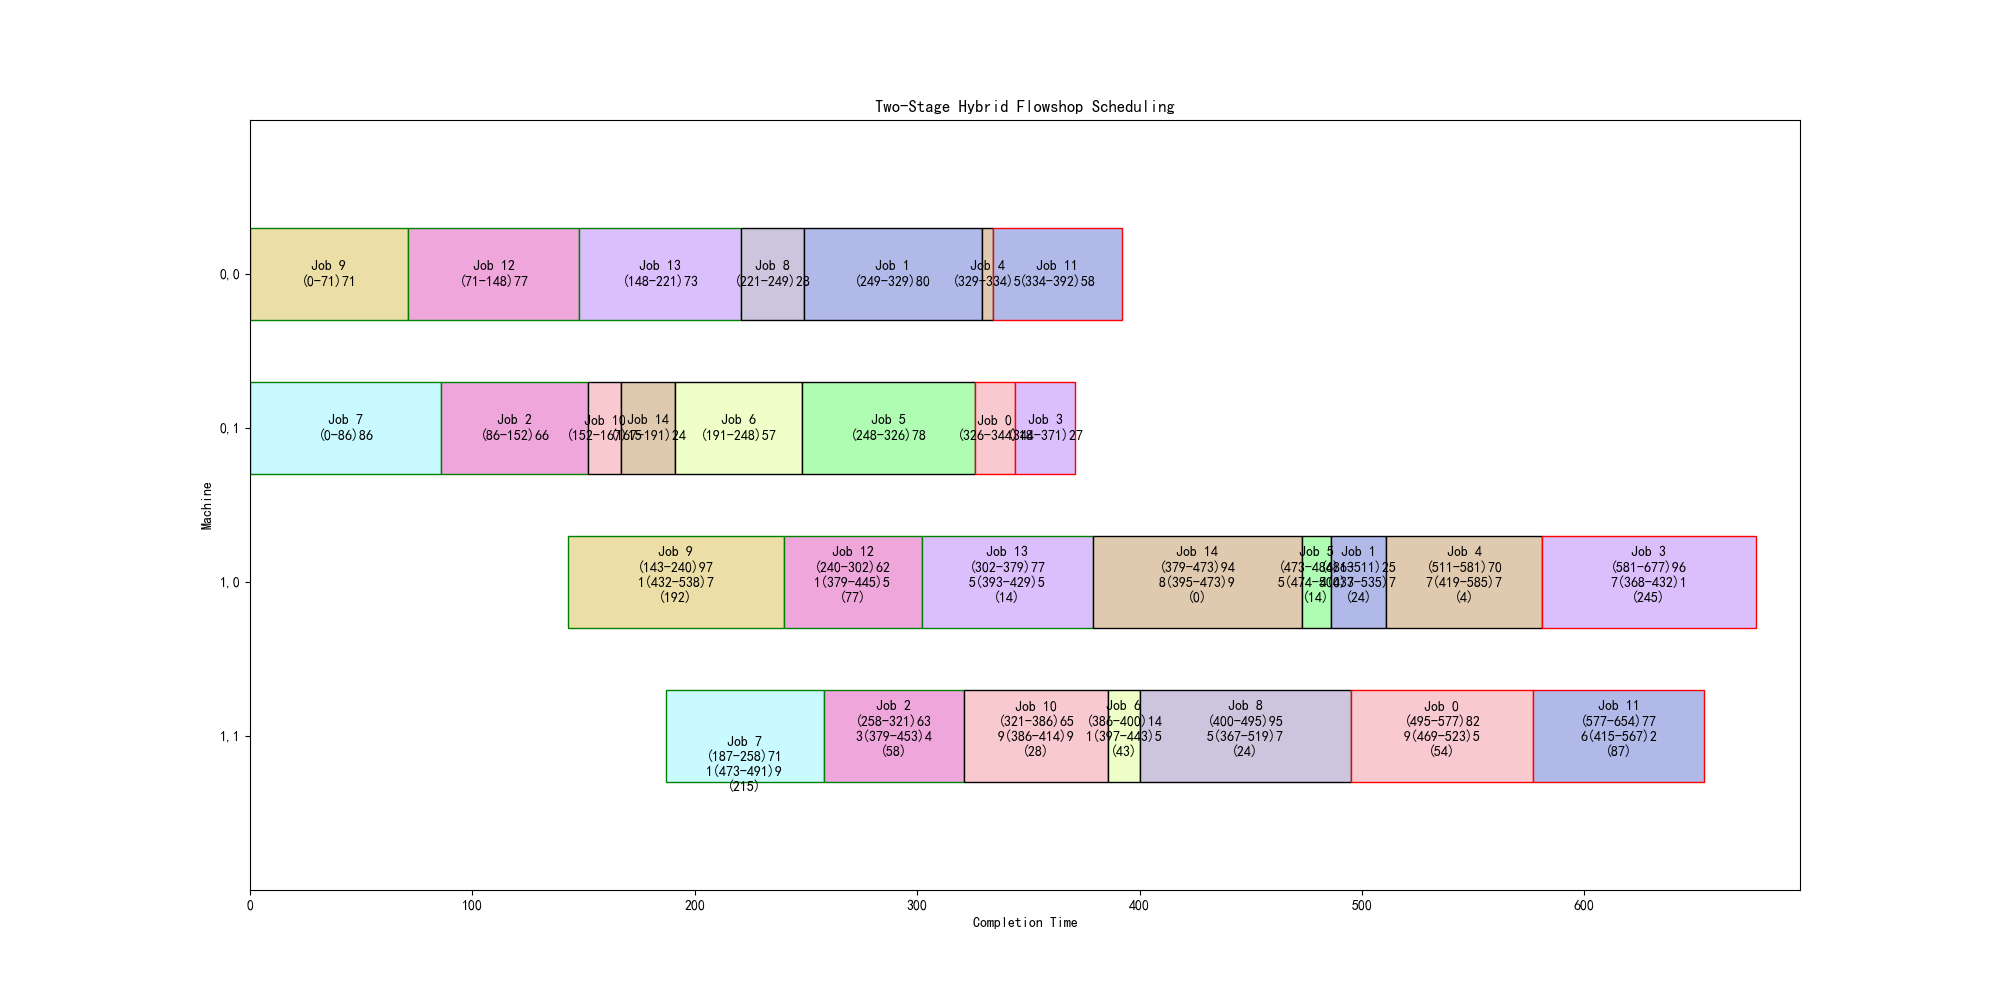 Two-Stage Hybrid Flowshop Scheduling
0,0
Job 9
(0-71)71
Job 12
(71-148)77
Job 13
(148-221)73
Job 8
(221-249)28
Job 1
(249-329)80
Job 4
(329-334)5
Job 11
(334-392)58
0,1
Job 7
(0-86)86
Job 2
(86-152)66
Job 10
(152-167)15
Job 14
(167-191)24
Job 6
(191-248)57
Job 5
(248-326)78
Job 0
(326-344)18
Job 3
(344-371)27
Machine
1,0
Job 9
(143-240)97
1(432-538)7
(192)
Job 12
(240-302)62
1(379-445)5
(77)
Job 13
(302-379)77
5(393-429)5
(14)
Job 14
(379-473)94
8(395-473)9
(0)
Job 5
(473-486)13
(14)
Job 1
(486-511)25
(24)
Job 4
(511-581)70
7(419-585)7
(4)
Job 3
(581-677)96
7(368-432)1
(245)
1,1
Job 7
(187-258)71
1(473-491)9
(215)
Job 2
(258-321)63
3(379-453)4
(58)
Job 10
(321-386)65
9(386-414)9
(28)
Job 6
(386-400)14
1(397-443)5
(43)
Job 8
(400-495)95
5(367-519)7
(24)
Job 0
(495-577)82
9(469-523)5
(54)
Job 11
(577-654)77
6(415-567)2
(87)
0
100
200
300
400
500
600
Completion Time